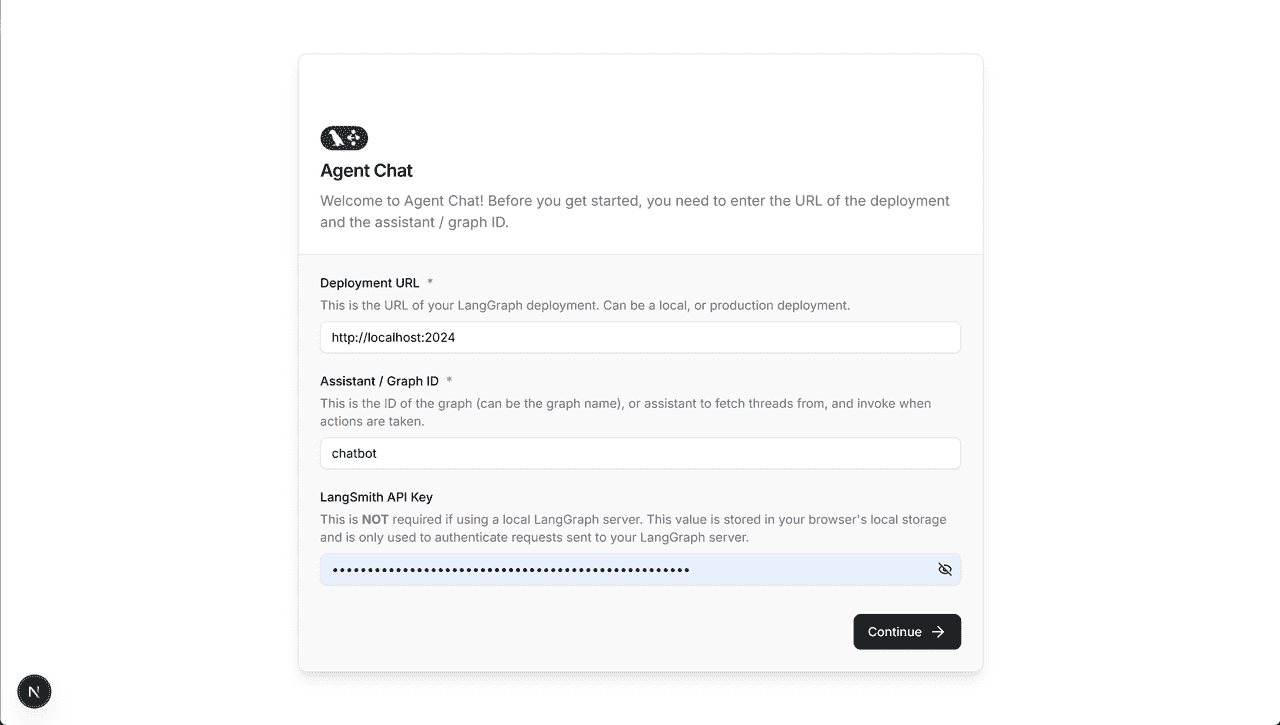 Agent Chat
Welcome to Agent Chat! Before you get started, you need to enter the URL of the deployment
and the assistant / graph ID.
Deployment URL *
This is the URL of your LangGraph deployment. Can be a local, or production deployment.
http://localhost:2024
Assistant / Graph ID *
This is the ID of the graph (can be the graph name), or assistant to fetch threads from, and invoke when
actions are taken.
chatbot
LangSmith API Key
This is NOT required if using a local LangGraph server. This value is stored in your browser's local storage
and is only used to authenticate requests sent to your LangGraph server.
Continue →
N